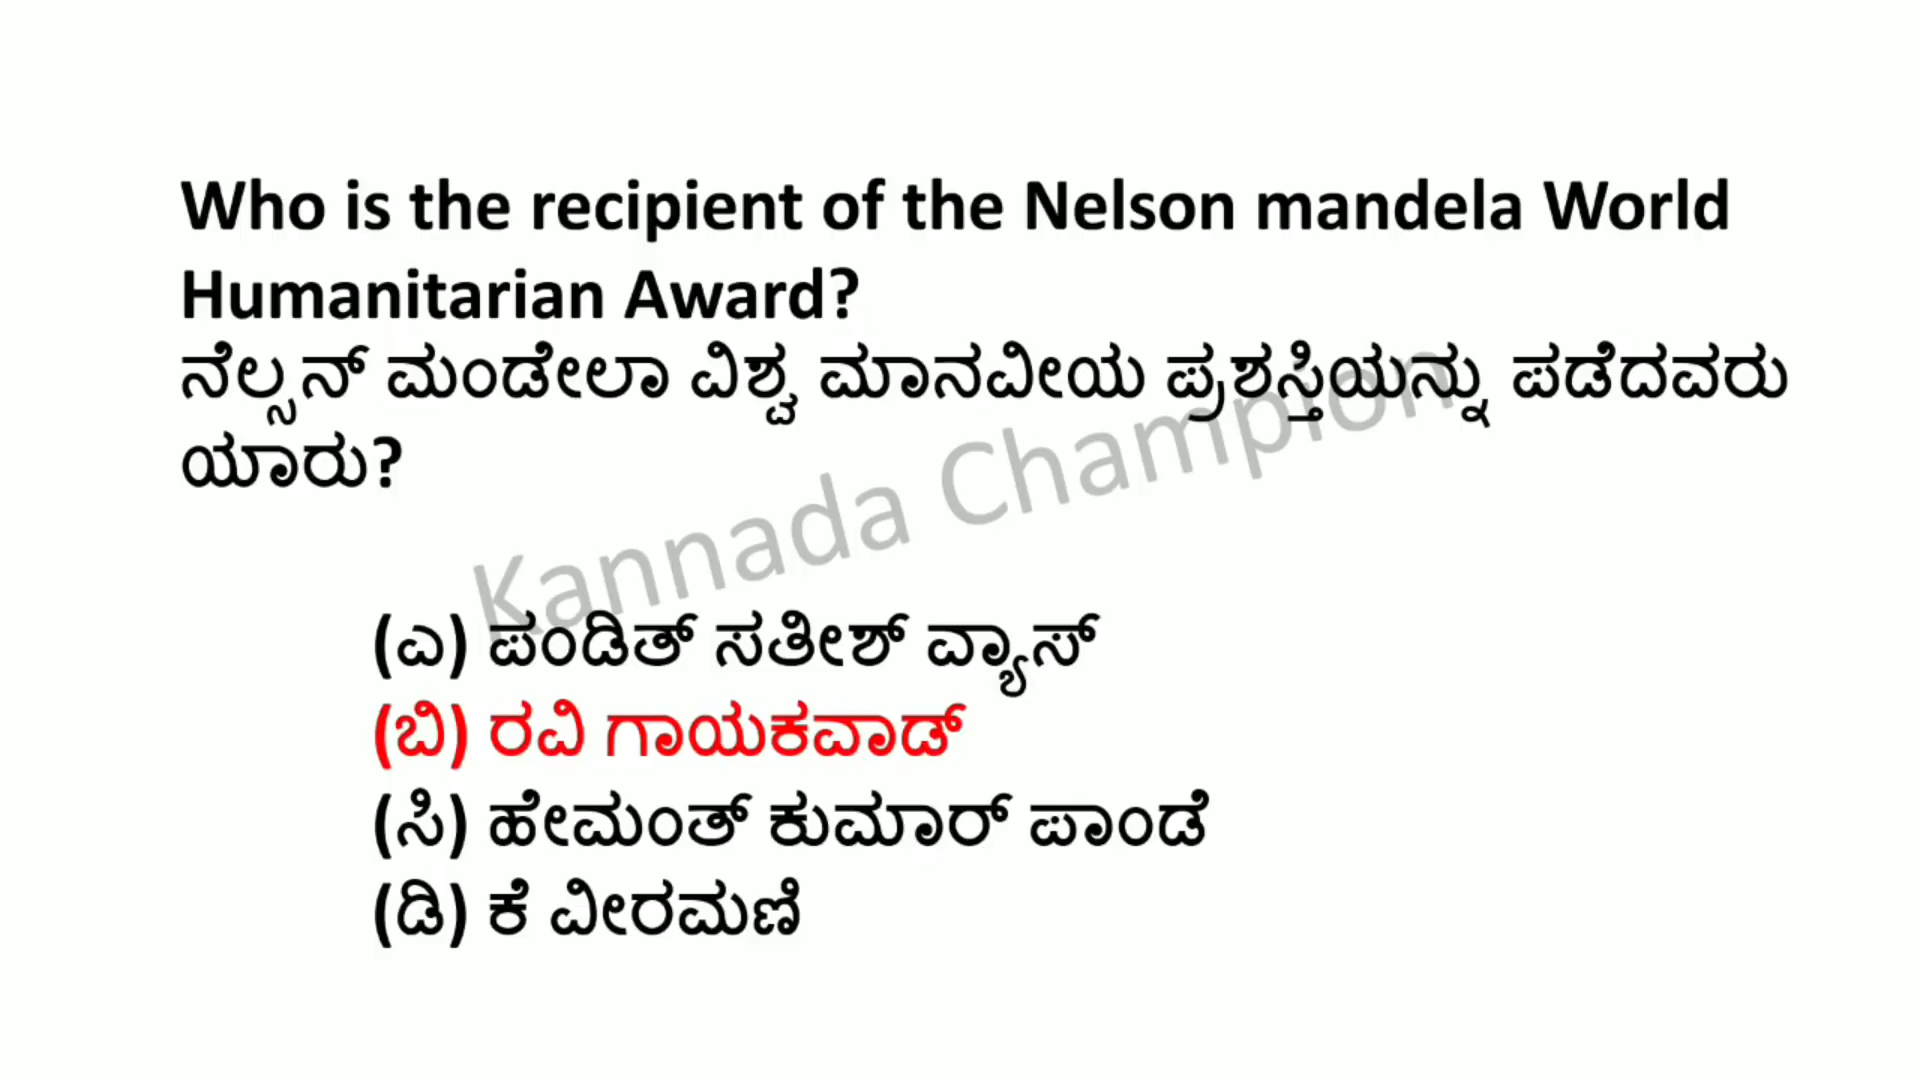 Who is the recipient of the Nelson mandela World
Humanitarian Award?
ನೆಲ್ಸನ್ ಮಂಡೇಲಾ ವಿಶ್ವ ಮಾನವೀಯ ಪ್ರಶಸ್ತಿಯನ್ನು ಪಡೆದವರು
ಯಾರು?
Kannada Champion
(ಎ) ಪಂಡಿತ್ ಸತೀಶ್ ವ್ಯಾಸ್
(ಬಿ) ರವಿ ಗಾಯಕವಾಡ್
(ಸಿ) ಹೇಮಂತ್ ಕುಮಾರ್ ಪಾಂಡೆ
(ಡಿ) ಕೆ ವೀರಮಣಿ